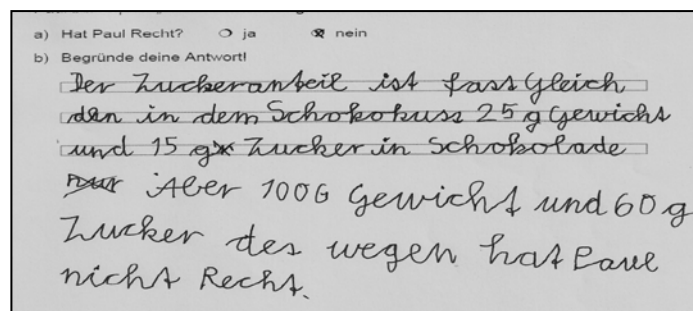 a) Hat Paul Recht? ja nein
b) Begründe deine Antwort!
Der Zuckeranteil ist fast Gleich
den in dem Schokokuss 25 g Gewicht
und 15 g Zucker in Schokolade
Aber 100G Gewicht und 60 g
Zucker des wegen hat Paul
nicht Recht.